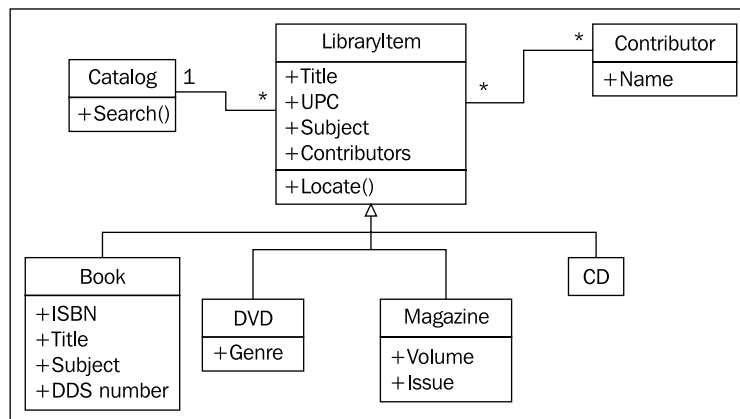 LibraryItem
+Title
+UPC
+Subject
+Contributors
+Locate()
Catalog
+Search()
1
*
*
*
Contributor
+Name
Book
+ISBN
+Title
+Subject
+DDS number
DVD
+Genre
Magazine
+Volume
+Issue
CD